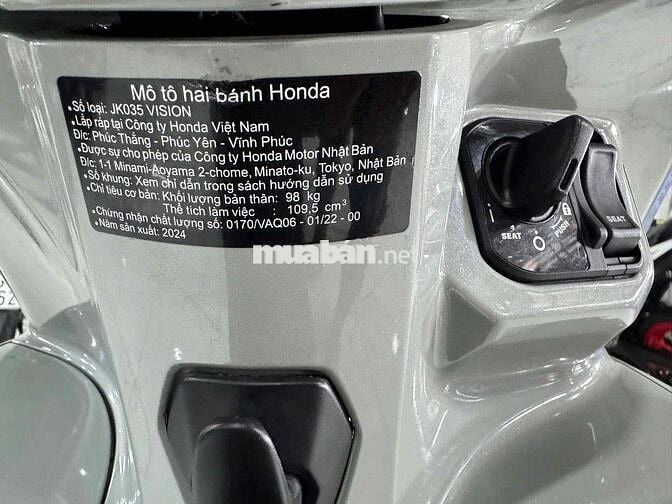 Mô tô hai bánh Honda
•Số loại: JK035 VISION
•Lắp ráp tại Công ty Honda Việt Nam
Đ/c: Phúc Thắng - Phúc Yên - Vĩnh Phúc
•Được sự cho phép của Công ty Honda Motor Nhật Bản
Đ/c: 1-1 Minami-Aoyama 2-chome, Minato-ku, Tokyo, Nhật Bản
•Số khung: Xem chỉ dẫn trong sách hướng dẫn sử dụng
•Chỉ tiêu cơ bản: Khối lượng bản thân: 98 kg
Thể tích làm việc : 109,5 cm³
•Chứng nhận chất lượng số: 0170/VAQ06 - 01/22 - 00
•Năm sản xuất: 2024
muaban.net
SEAT
PUSH
SEAT